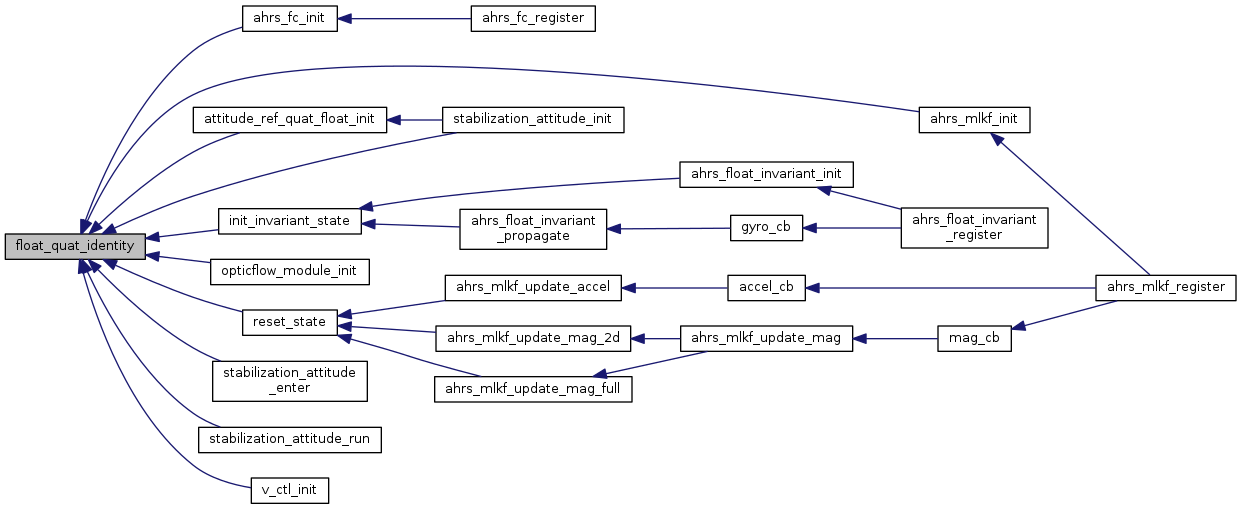 ahrs_fc_init
ahrs_fc_register
attitude_ref_quat_float_init
stabilization_attitude_init
ahrs_mlkf_init
ahrs_float_invariant_init
init_invariant_state
ahrs_float_invariant
_propagate
gyro_cb
ahrs_float_invariant
_register
float_quat_identity
opticflow_module_init
ahrs_mlkf_update_accel
accel_cb
ahrs_mlkf_register
reset_state
ahrs_mlkf_update_mag_2d
ahrs_mlkf_update_mag
mag_cb
stabilization_attitude
_enter
ahrs_mlkf_update_mag_full
stabilization_attitude_run
v_ctl_init